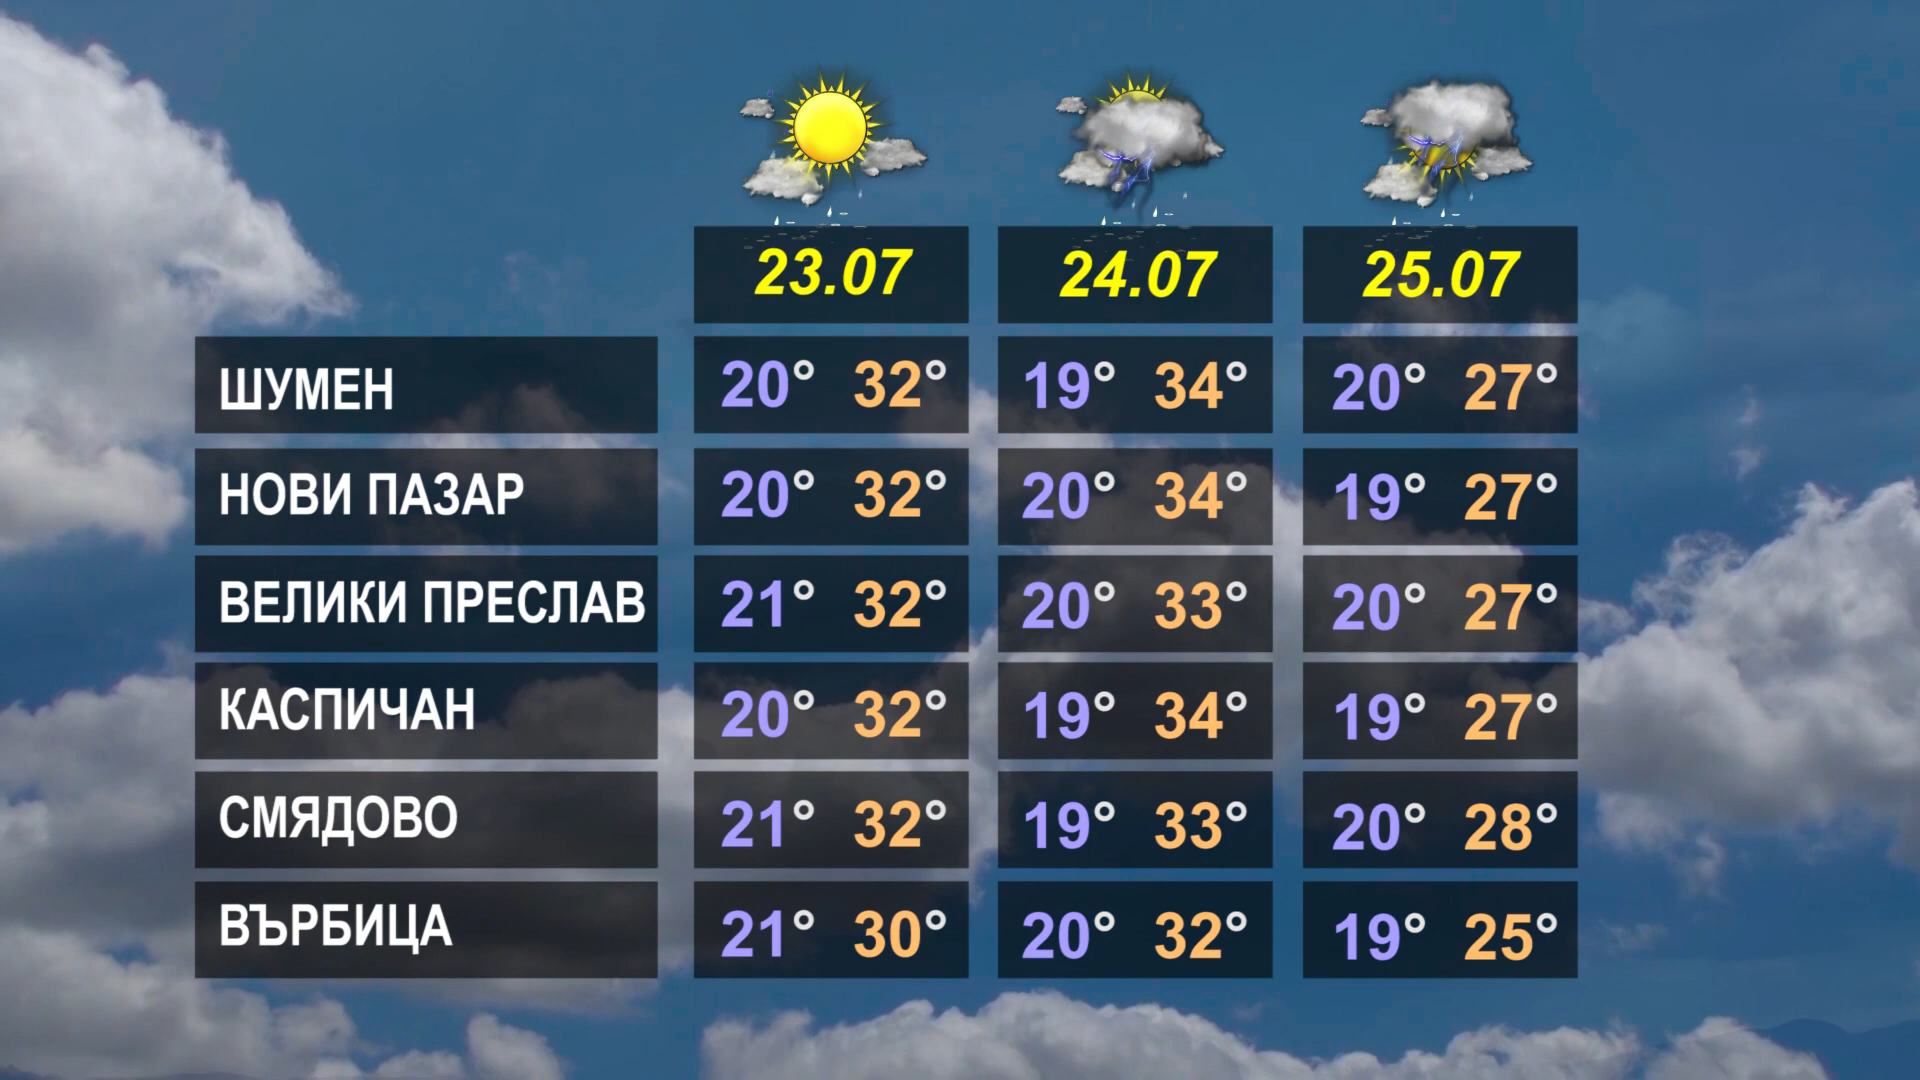 23.07 24.07 25.07
ШУМЕН 20° 32° 19° 34° 20° 27°
НОВИ ПАЗАР 20° 32° 20° 34° 19° 27°
ВЕЛИКИ ПРЕСЛАВ 21° 32° 20° 33° 20° 27°
КАСПИЧАН 20° 32° 19° 34° 19° 27°
СМЯДОВО 21° 32° 19° 33° 20° 28°
ВЪРБИЦА 21° 30° 20° 32° 19° 25°